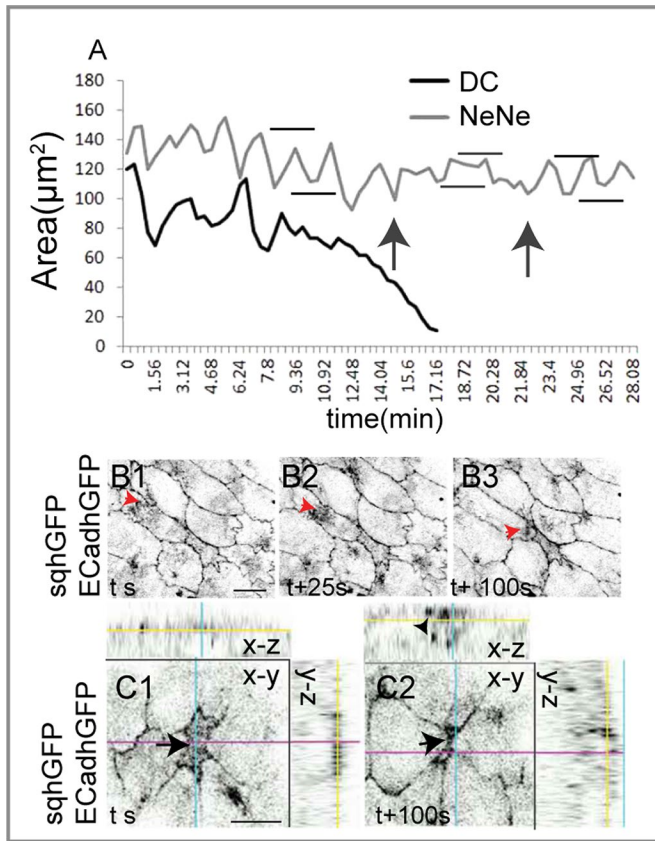 A
DC
NeNe
Area(μm²)
180
160
140
120
100
80
60
40
20
0
0 1.56 3.12 4.68 6.24 7.8 9.36 10.92 12.48 14.04 15.6 17.16 18.72 20.28 21.84 23.4 24.96 26.52 28.08
time(min)
sqhGFP
ECadhGFP
B1
t s
B2
t+25s
B3
t+100s
sqhGFP
ECadhGFP
x-z
x-y
y-z
C1
t s
x-z
x-y
y-z
C2
t+100s